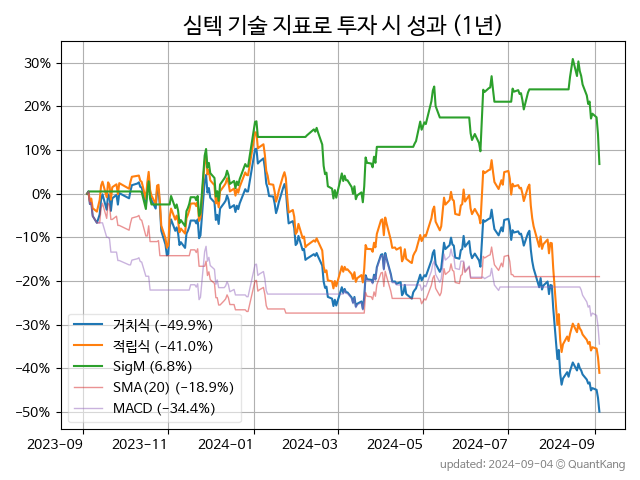 심텍 기술 지표로 투자 시 성과 (1년)
30%
20%
10%
0%
−10%
−20%
−30%
−40%
−50%
거치식 (−49.9%)
적립식 (−41.0%)
SigM (6.8%)
SMA(20) (−18.9%)
MACD (−34.4%)
2023-09 2023-11 2024-01 2024-03 2024-05 2024-07 2024-09
updated: 2024-09-04 © QuantKang